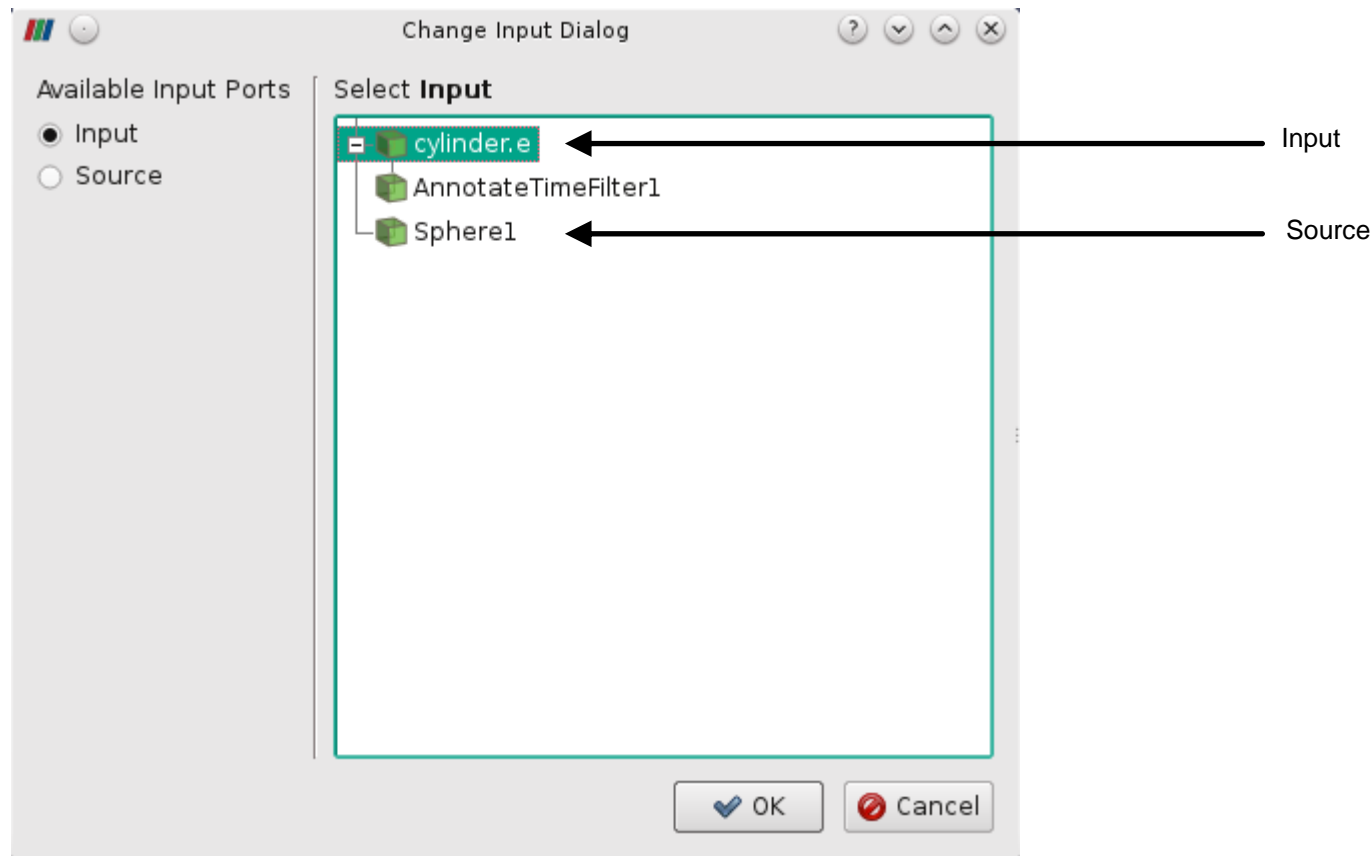 Change Input Dialog
Available Input Ports
Select Input
Input
Source
cylinder.e
AnnotateTimeFilter1
Sphere1
Input
Source
OK
Cancel